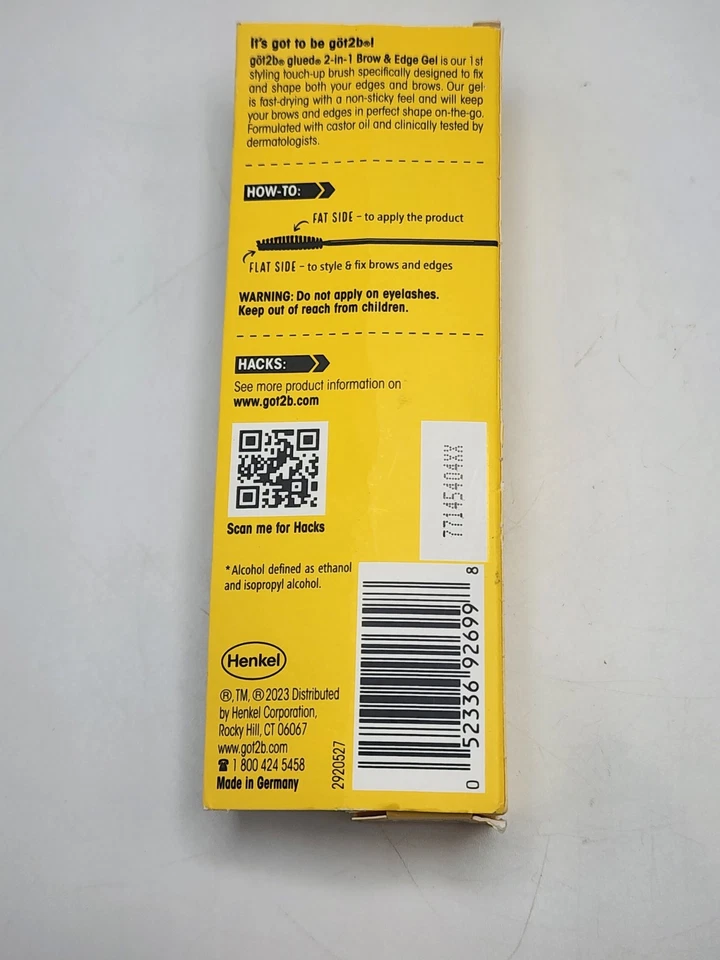 It's got to be göt2b®!
göt2b® glued® 2-in-1 Brow & Edge Gel is our 1st
styling touch-up brush specifically designed to fix
and shape both your edges and brows. Our gel
is fast-drying with a non-sticky feel and will keep
your brows and edges in perfect shape on-the-go.
Formulated with castor oil and clinically tested by
dermatologists.
HOW-TO:
FAT SIDE – to apply the product
FLAT SIDE – to style & fix brows and edges
WARNING: Do not apply on eyelashes.
Keep out of reach from children.
HACKS:
See more product information on
www.got2b.com
Scan me for Hacks
77145404XX
*Alcohol defined as ethanol
and isopropyl alcohol.
Henkel
®,TM, ® 2023 Distributed
by Henkel Corporation,
Rocky Hill, CT 06067
www.got2b.com
☎ 1 800 424 5458
Made in Germany
2920527
0 52336 92699 8